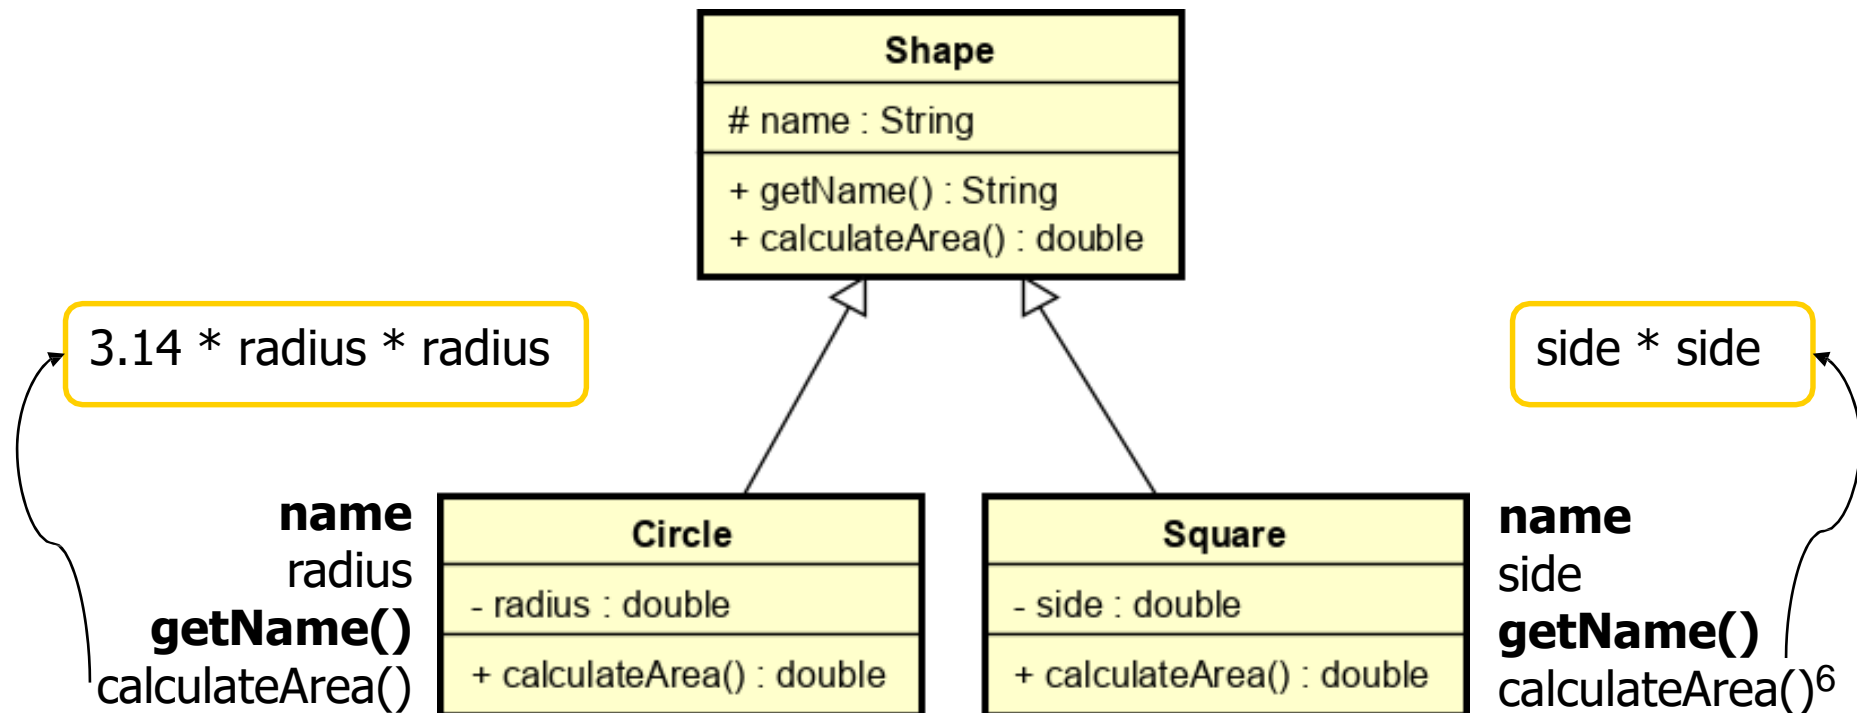 Shape
# name : String
+ getName() : String
+ calculateArea() : double
3.14 * radius * radius
side * side
name
radius
getName()
calculateArea()
Circle
- radius : double
+ calculateArea() : double
Square
- side : double
+ calculateArea() : double
name
side
getName()
calculateArea()6